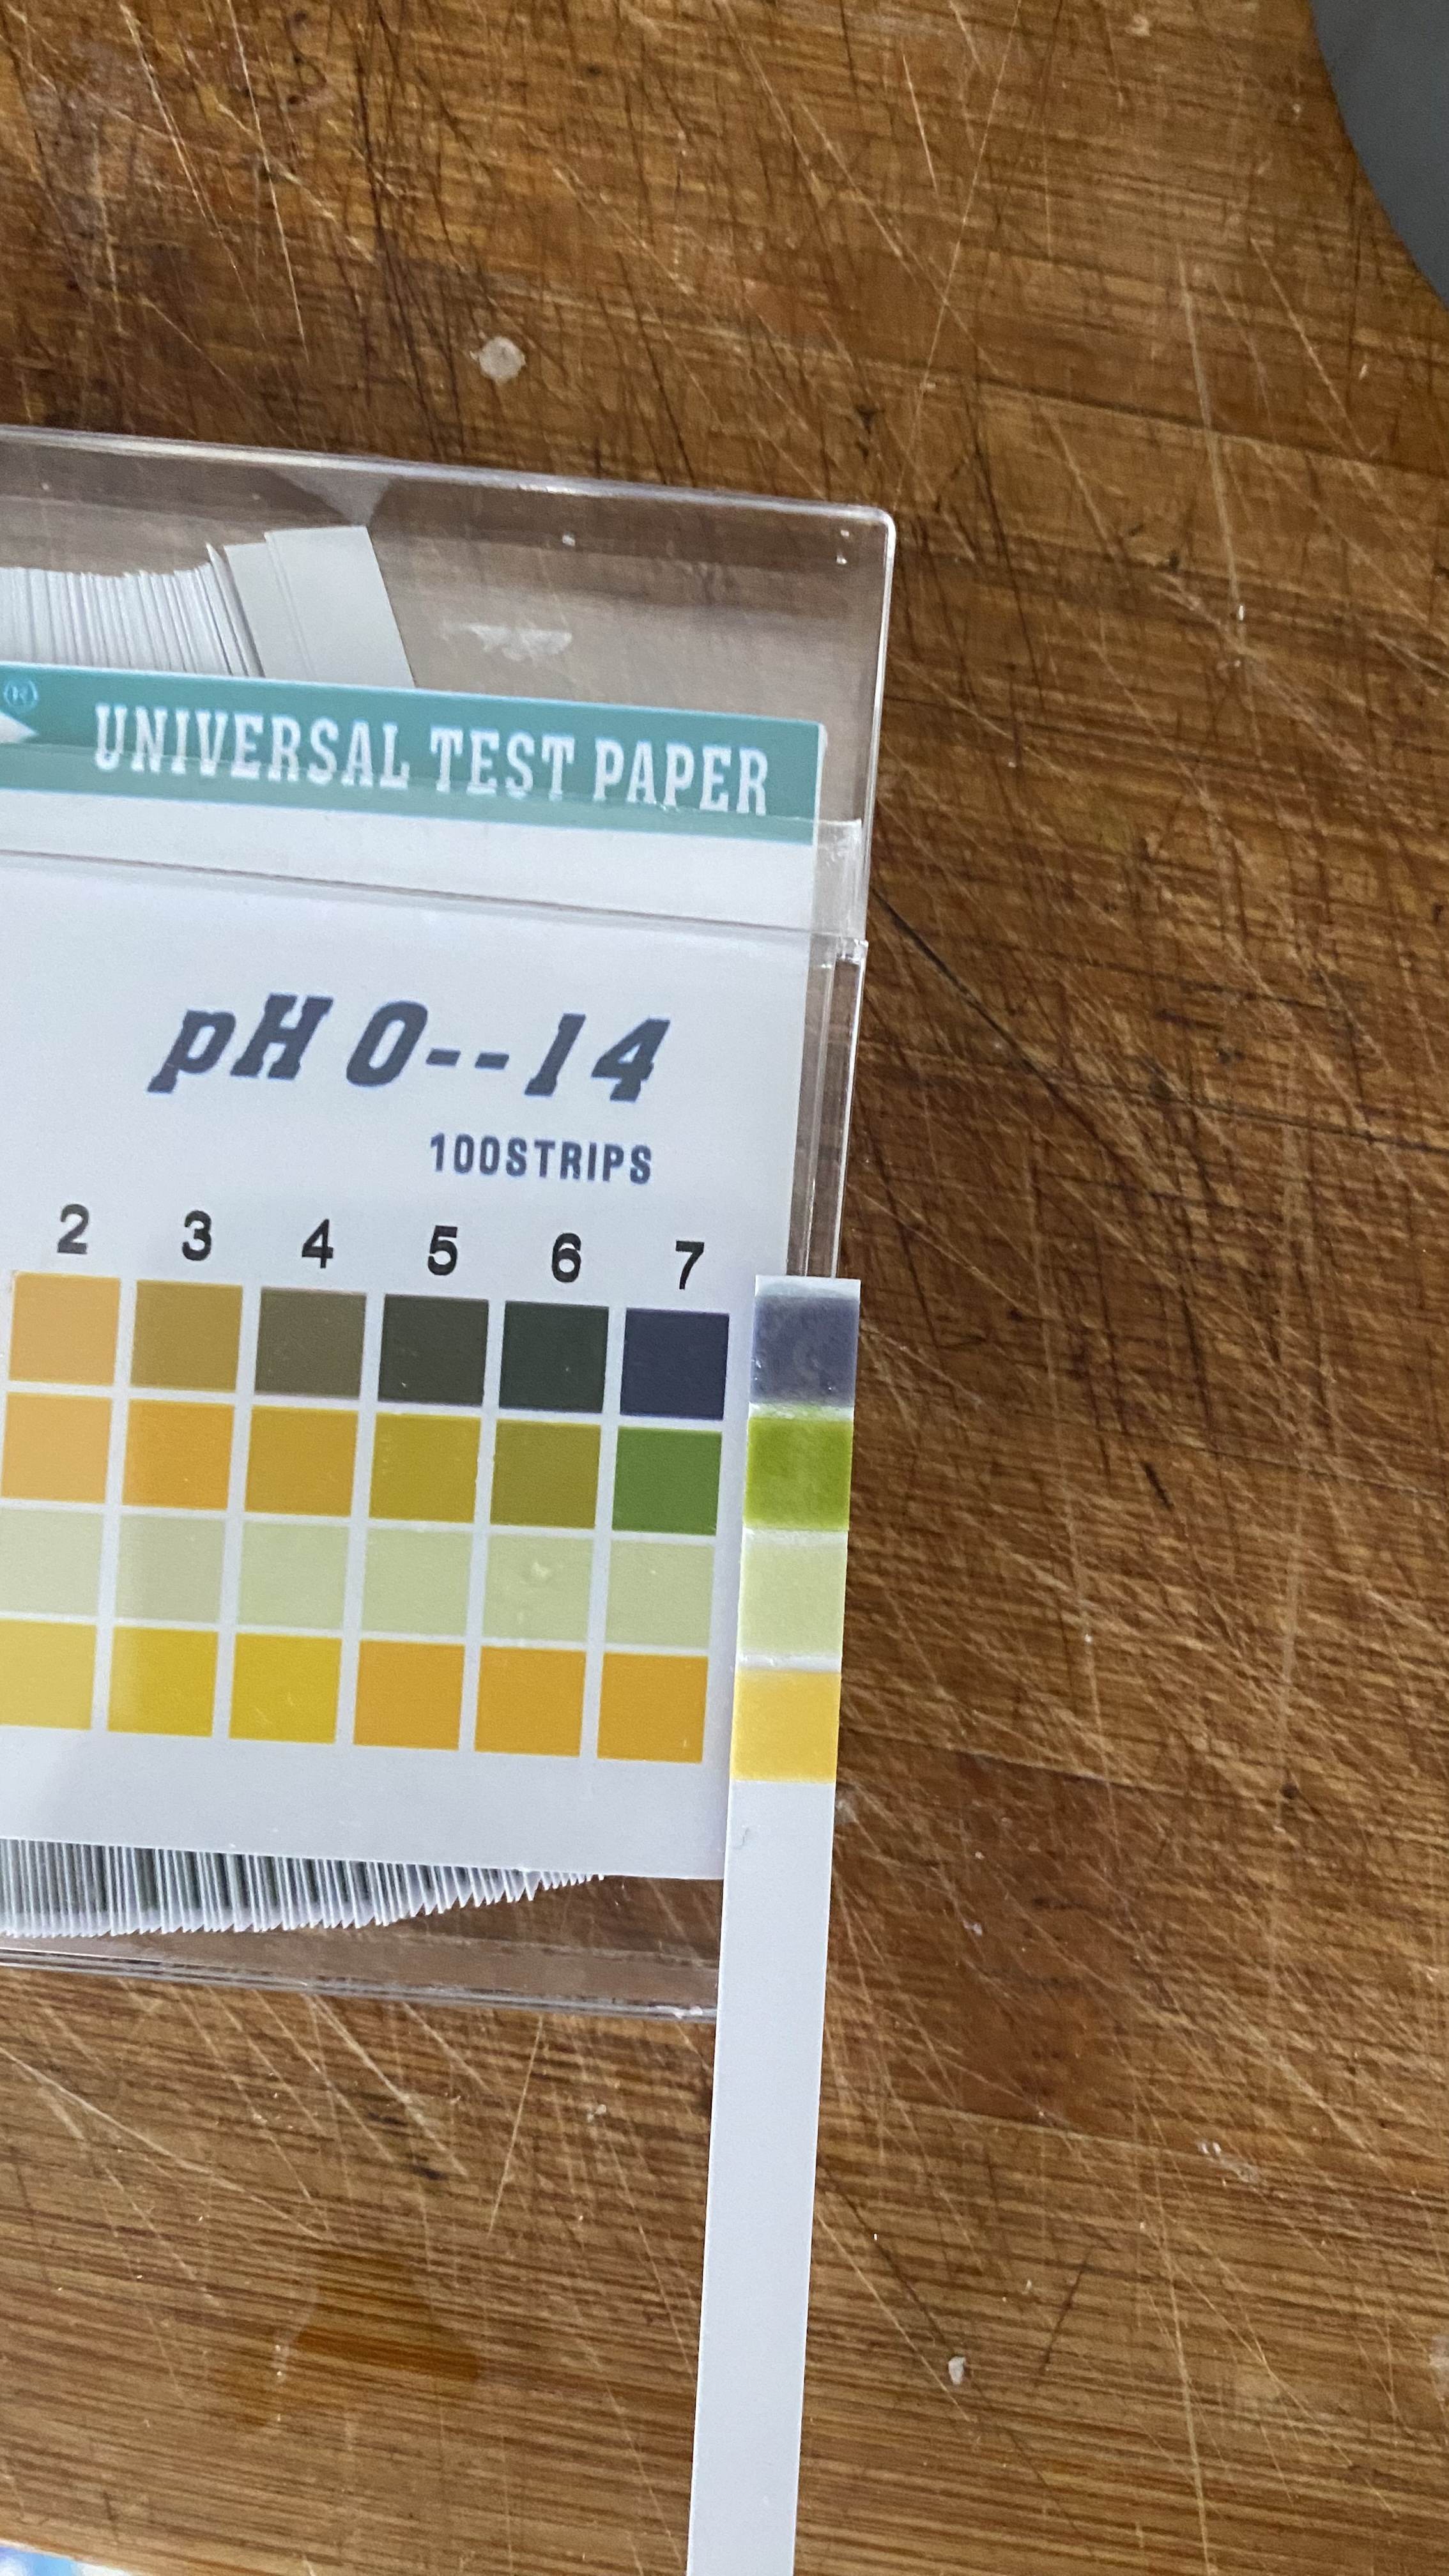 ®
UNIVERSAL TEST PAPER
pH 0--14
100STRIPS
2 3 4 5 6 7